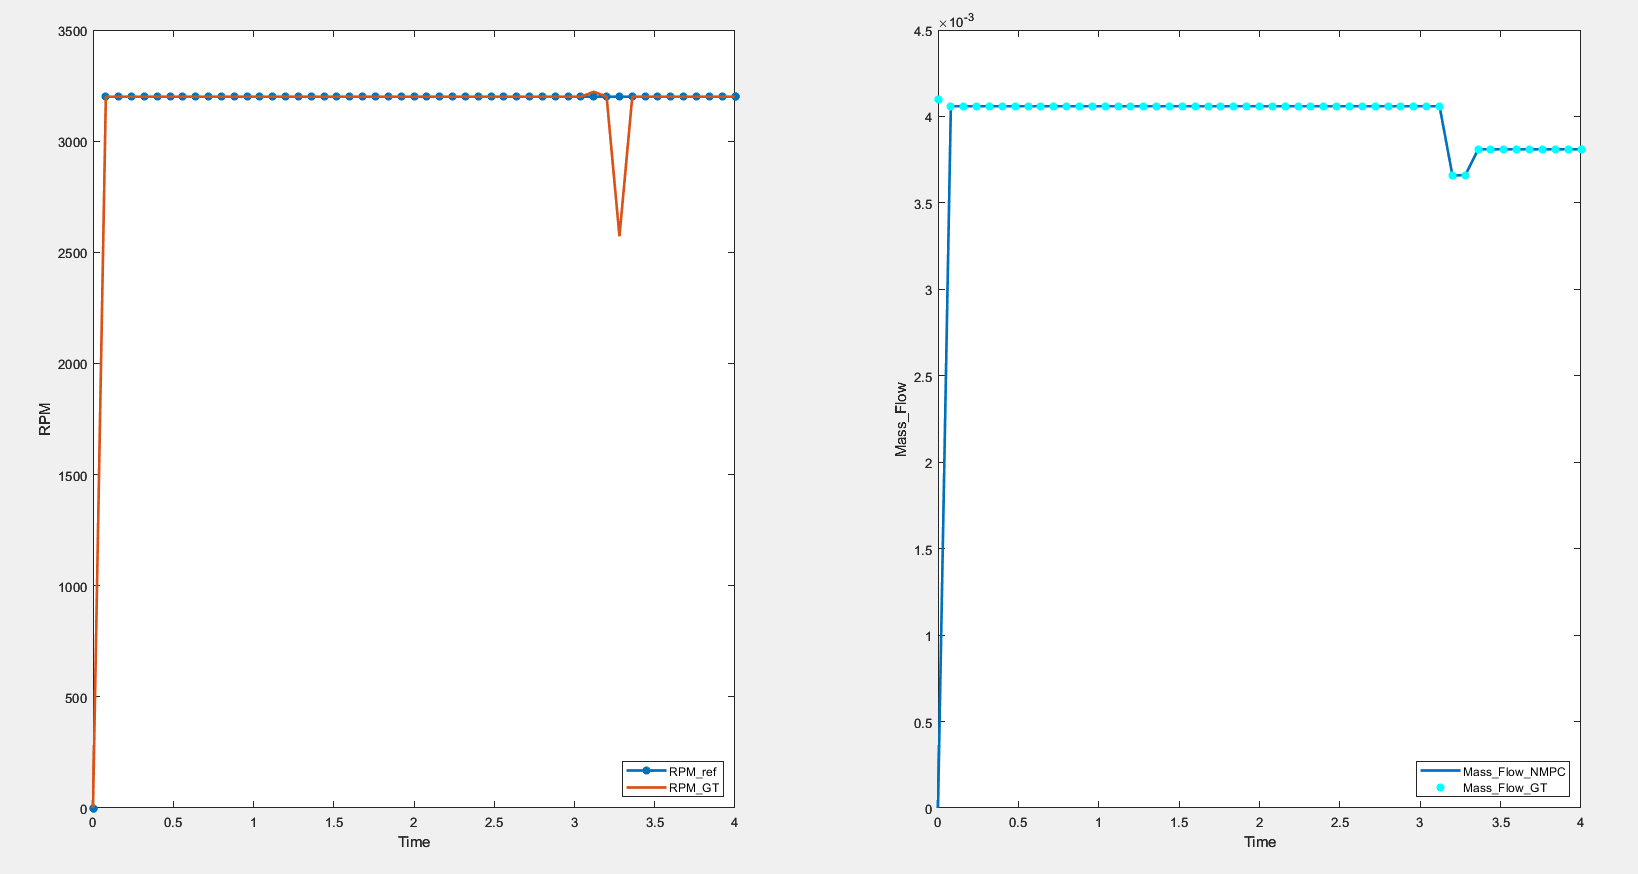 3500
3000
2500
2000
1500
1000
500
0
RPM
0 0.5 1 1.5 2 2.5 3 3.5 4
Time
RPM_ref
RPM_GT
×10-3
4.5
4
3.5
3
2.5
2
1.5
1
0.5
0
Mass_Flow
0 0.5 1 1.5 2 2.5 3 3.5 4
Time
Mass_Flow_NMPC
Mass_Flow_GT